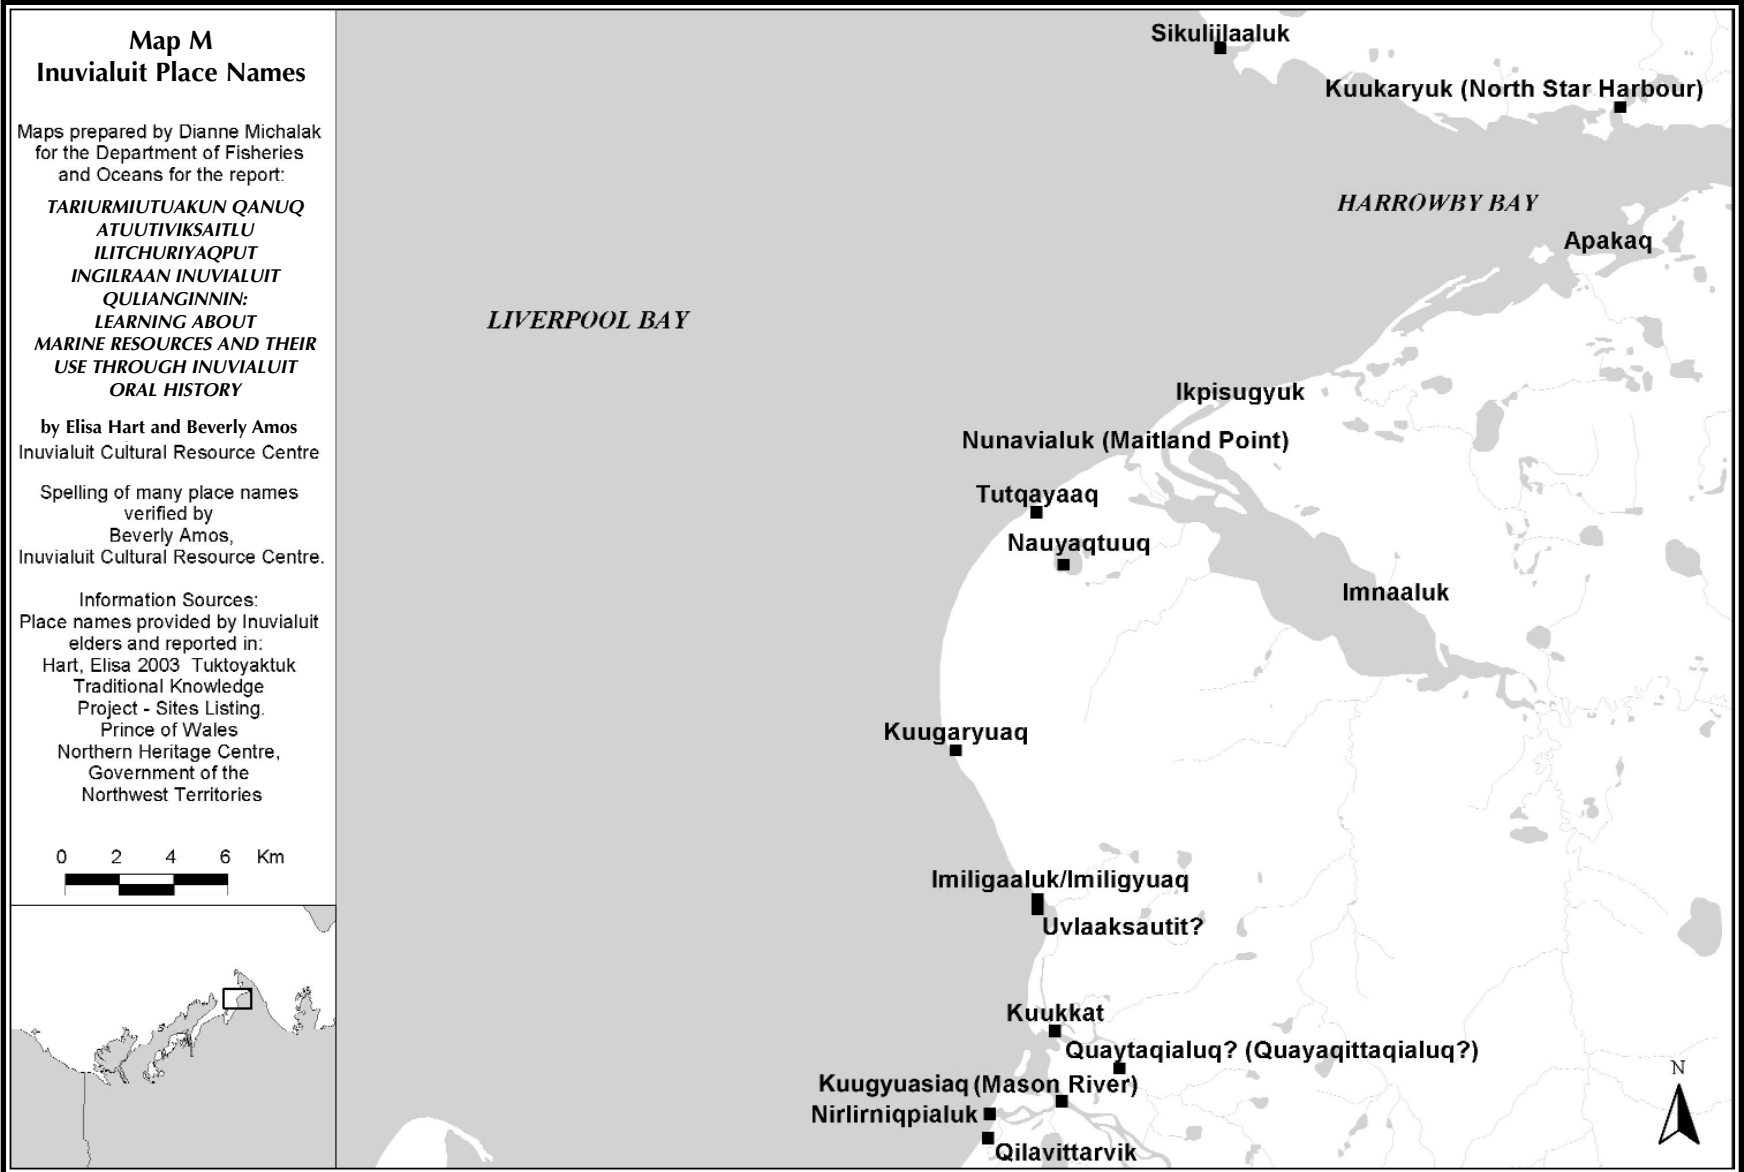 Map M
Inuvialuit Place Names
Maps prepared by Dianne Michalak
for the Department of Fisheries
and Oceans for the report:
TARIURMIUTUAKUN QANUQ
ATUUTIVIKSAITLU
ILITCHURIYAQPUT
INGILRAAN INUVIALUIT
QULIANGINNIN:
LEARNING ABOUT
MARINE RESOURCES AND THEIR
USE THROUGH INUVIALUIT
ORAL HISTORY
by Elisa Hart and Beverly Amos
Inuvialuit Cultural Resource Centre
Spelling of many place names
verified by
Beverly Amos,
Inuvialuit Cultural Resource Centre.
Information Sources:
Place names provided by Inuvialuit
elders and reported in:
Hart, Elisa 2003 Tuktoyaktuk
Traditional Knowledge
Project - Sites Listing.
Prince of Wales
Northern Heritage Centre,
Government of the
Northwest Territories
0 2 4 6 Km
Sikuliilaaluk
Kuukaryuk (North Star Harbour)
HARROWBY BAY
Apakaq
LIVERPOOL BAY
Ikpisugyuk
Nunavialuk (Maitland Point)
Tutqayaaq
Nauyaqtuuq
Imnaaluk
Kuugaryuaq
Imiligaaluk/Imiligyuaq
Uvlaaksautit?
Kuukkat
Quaytaqialuq? (Quayaqittaqialuq?)
Kuugyuasiaq (Mason River)
Nirlirniqpialuk
Qilavittarvik
N